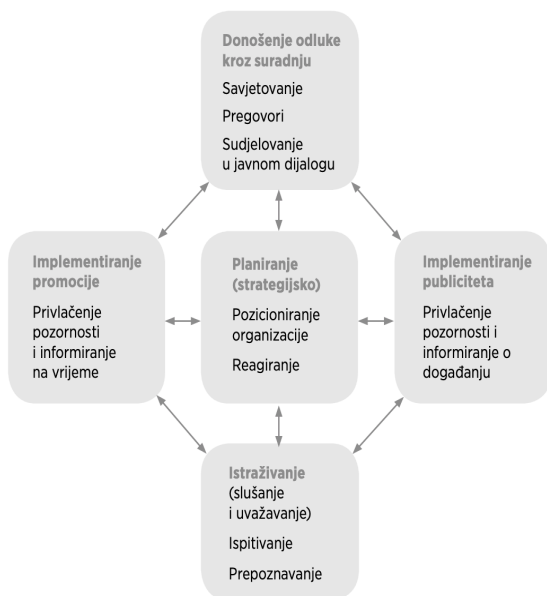 Donošenje odluke
kroz suradnju
Savjetovanje
Pregovori
Sudjelovanje
u javnom dijalogu
Implementiranje
promocije
Privlačenje
pozornosti
i informiranje
na vrijeme
Planiranje
(strategijsko)
Pozicioniranje
organizacije
Reagiranje
Implementiranje
publiciteta
Privlačenje
pozornosti i
informiranje o
događanju
Istraživanje
(slušanje
i uvažavanje)
Ispitivanje
Prepoznavanje